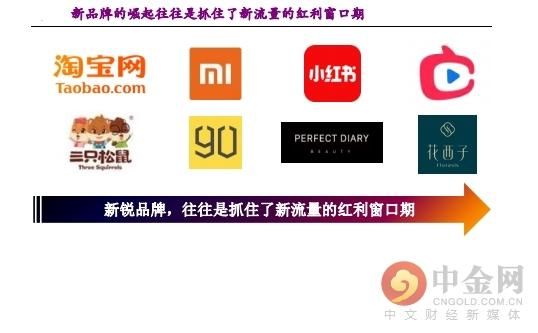 新品牌的崛起往往是抓住了新流量的红利窗口期
淘宝网
Taobao.com
mi
小红书
三只松鼠
Three Squirrels
90
PERFECT DIARY
BEAUTY
花西子
Florasis
新锐品牌，往往是抓住了新流量的红利窗口期
中金网
CNGOLD.COM.CN
中文财经新媒体